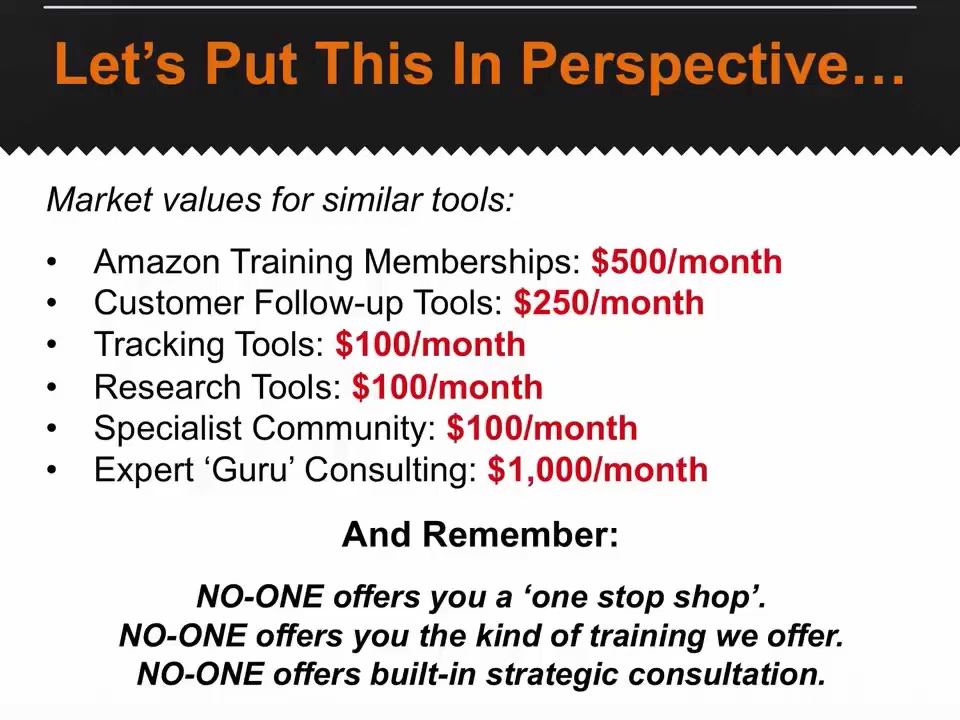 Let’s Put This In Perspective…
Market values for similar tools:
• Amazon Training Memberships: $500/month
• Customer Follow-up Tools: $250/month
• Tracking Tools: $100/month
• Research Tools: $100/month
• Specialist Community: $100/month
• Expert ‘Guru’ Consulting: $1,000/month
And Remember:
NO-ONE offers you a ‘one stop shop’.
NO-ONE offers you the kind of training we offer.
NO-ONE offers built-in strategic consultation.